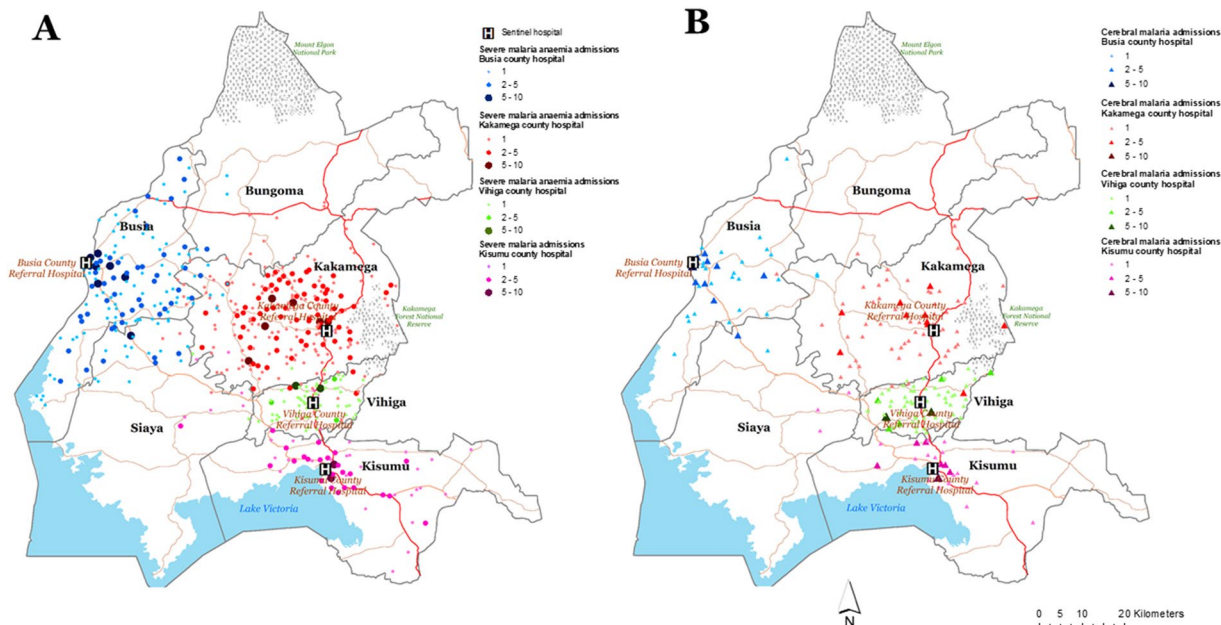 A
Mount Elgon
National Park
Bungoma
Busia
Busia County
Referral Hospital
H
Kakamega
Kakamega County
Referral Hospital
H
Kakamega
Forest National
Reserve
H
Vihiga
Vihiga County
Referral Hospital
Siaya
Kisumu
H
Kisumu County
Referral Hospital
Lake Victoria
H Sentinel hospital
Severe malaria anaemia admissions
Busia county hospital
1
2 - 5
5 - 10
Severe malaria anaemia admissions
Kakamega county hospital
1
2 - 5
5 - 10
Severe malaria anaemia admissions
Vihiga county hospital
1
2 - 5
5 - 10
Severe malaria admissions
Kisumu county hospital
1
2 - 5
5 - 10
B
Mount Elgon
National Park
Bungoma
Busia
Busia County
Referral Hospital
H
Kakamega
Kakamega County
Referral Hospital
H
Kakamega
Forest National
Reserve
H
Vihiga
Vihiga County
Referral Hospital
Siaya
Kisumu
H
Kisumu County
Referral Hospital
Lake Victoria
Cerebral malaria admissions
Busia county hospital
1
2 - 5
5 - 10
Cerebral malaria admissions
Kakamega county hospital
1
2 - 5
5 - 10
Cerebral malaria admissions
Vihiga county hospital
1
2 - 5
5 - 10
Cerebral malaria admissions
Kisumu county hospital
1
2 - 5
5 - 10
N
0 5 10 20 Kilometers